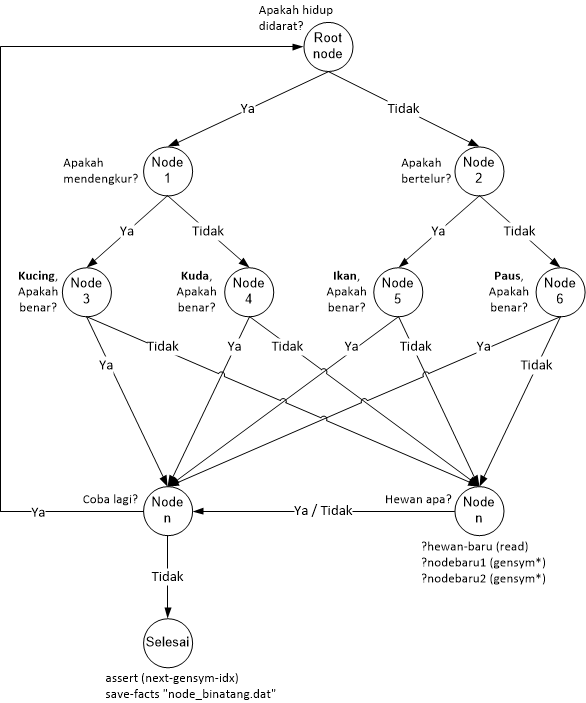 Apakah hidup
didarat?
Root
node
Ya
Tidak
Apakah
mendengkur?
Node
1
Apakah
bertelur?
Node
2
Ya
Tidak
Ya
Tidak
Kucing,
Apakah
benar?
Node
3
Kuda,
Apakah
benar?
Node
4
Ikan,
Apakah
benar?
Node
5
Paus,
Apakah
benar?
Node
6
Ya
Tidak
Ya
Tidak
Ya
Tidak
Ya
Tidak
Coba lagi?
Node
n
Hewan apa?
Node
n
Ya
Ya / Tidak
?hewan-baru (read)
?nodebaru1 (gensym*)
?nodebaru2 (gensym*)
Tidak
Selesai
assert (next-gensym-idx)
save-facts "node_binatang.dat"